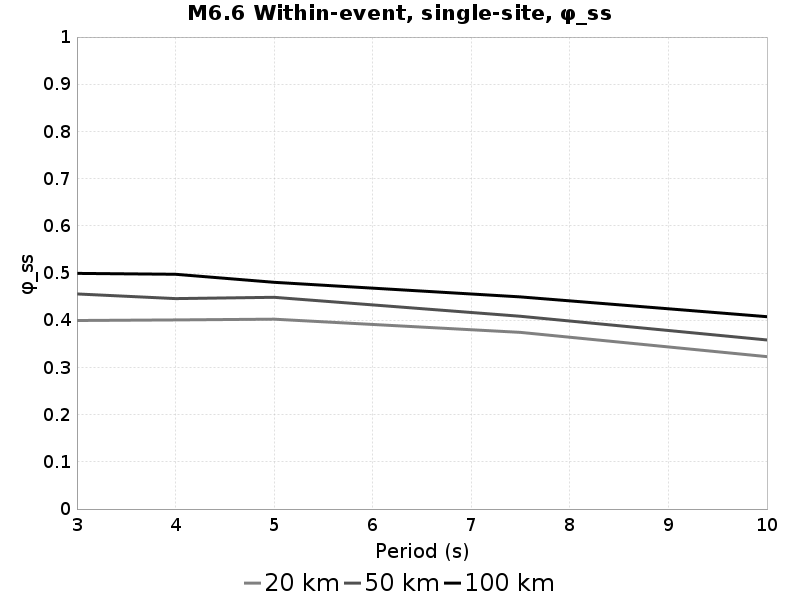 M6.6 Within-event, single-site, φ_ss
1
0.9
0.8
0.7
0.6
0.5
0.4
0.3
0.2
0.1
0
φ_ss
3 4 5 6 7 8 9 10
Period (s)
20 km 50 km 100 km